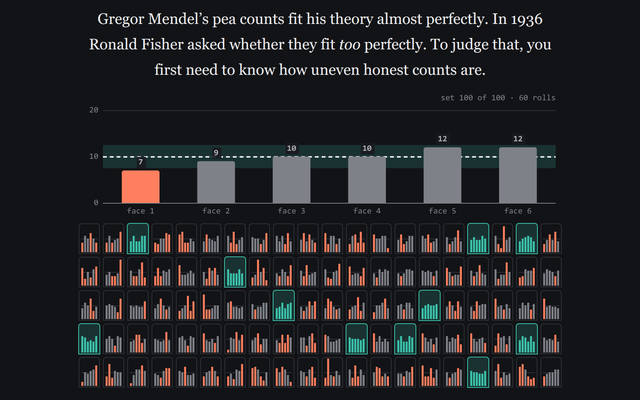 Gregor Mendel’s pea counts fit his theory almost perfectly. In 1936
Ronald Fisher asked whether they fit too perfectly. To judge that, you
first need to know how uneven honest counts are.
set 100 of 100 · 60 rolls
20
12 12
10 7 9 10 10
0
face 1 face 2 face 3 face 4 face 5 face 6